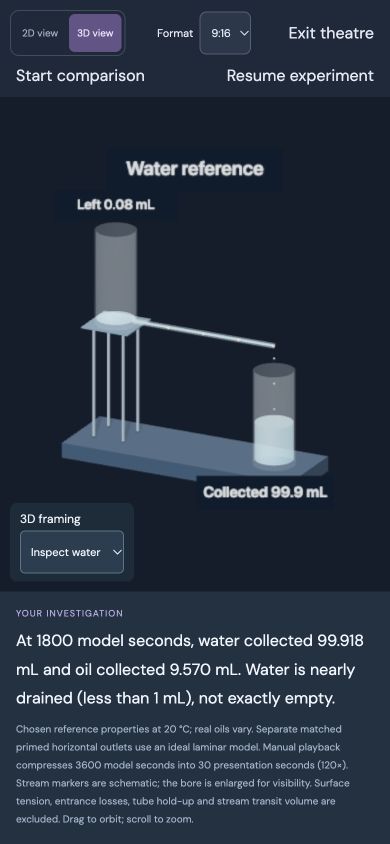 2D view 3D view Format 9:16 Exit theatre
Start comparison Resume experiment
Water reference
Left 0.08 mL
Collected 99.9 mL
3D framing
Inspect water
YOUR INVESTIGATION
At 1800 model seconds, water collected 99.918
mL and oil collected 9.570 mL. Water is nearly
drained (less than 1 mL), not exactly empty.
Chosen reference properties at 20 °C; real oils vary. Separate matched
primed horizontal outlets use an ideal laminar model. Manual playback
compresses 3600 model seconds into 30 presentation seconds (120×).
Stream markers are schematic; the bore is enlarged for visibility. Surface
tension, entrance losses, tube hold-up and stream transit volume are
excluded. Drag to orbit; scroll to zoom.